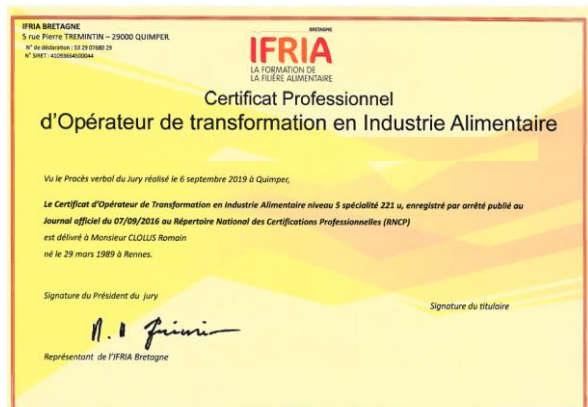 IFRIA BRETAGNE
5 rue Pierre TREMINTIN – 29000 QUIMPER
N° de déclaration : 53 29 07680 29
N° SIRET : 41093664500044
BRETAGNE
IFRIA
LA FORMATION DE
LA FILIÈRE ALIMENTAIRE
Certificat Professionnel
d'Opérateur de transformation en Industrie Alimentaire
Vu le Procès verbal du Jury réalisé le 6 septembre 2019 à Quimper,
Le Certificat d'Opérateur de Transformation en Industrie Alimentaire niveau 5 spécialité 221 u, enregistré par arrêté publié au
Journal officiel du 07/09/2016 au Répertoire National des Certifications Professionnelles (RNCP)
est délivré à Monsieur CLOLUS Romain
né le 29 mars 1989 à Rennes.
Signature du Président du jury
Signature du titulaire
Représentant de l'IFRIA Bretagne